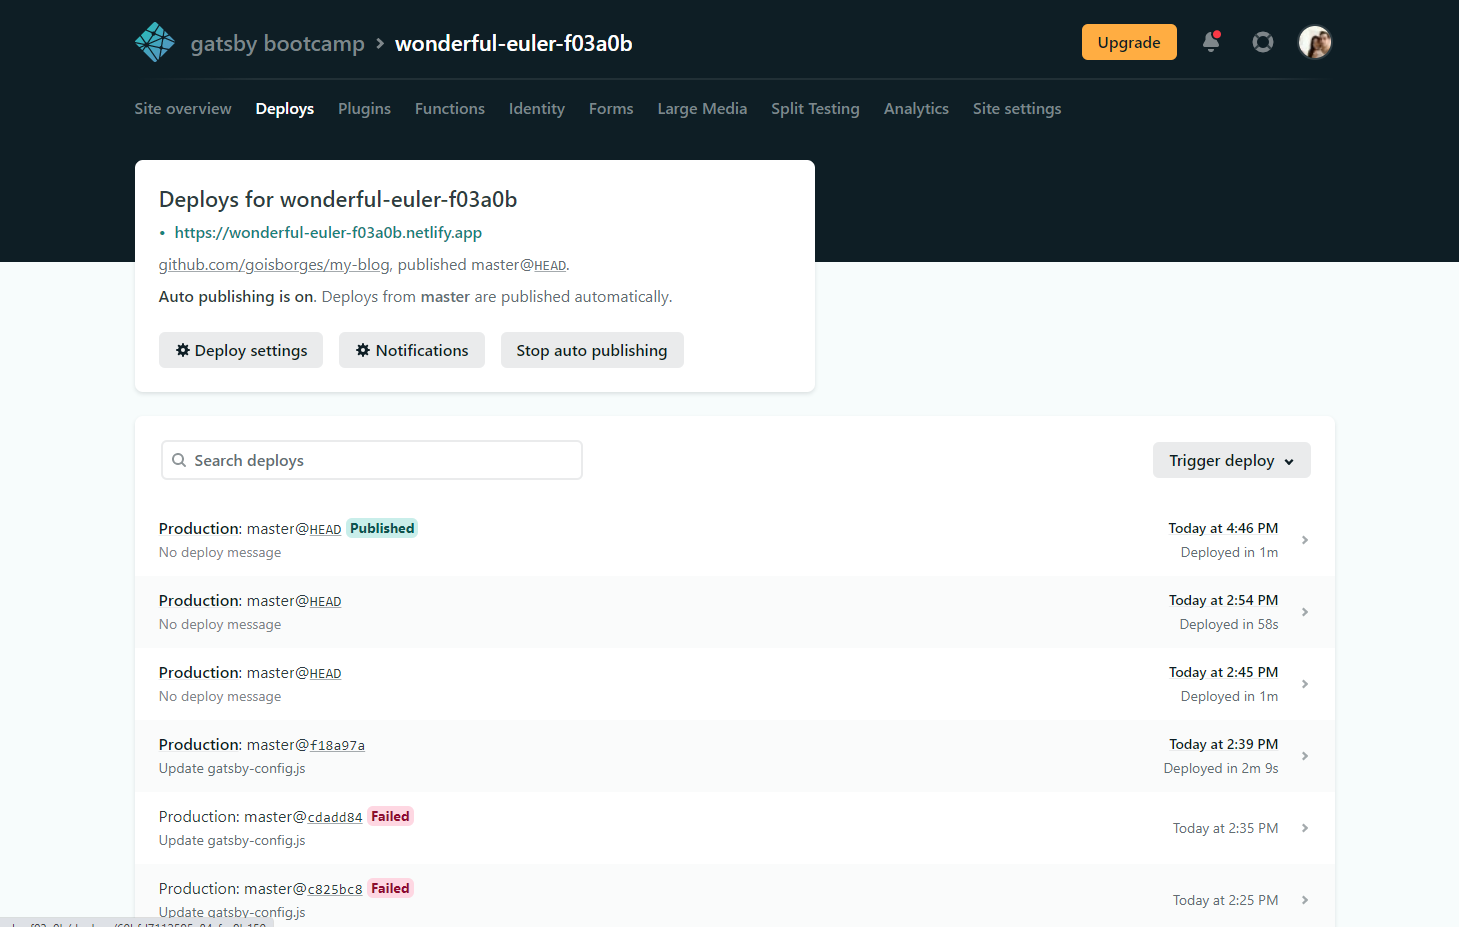 gatsby bootcamp > wonderful-euler-f03a0b
Upgrade
Site overview Deploys Plugins Functions Identity Forms Large Media Split Testing Analytics Site settings
Deploys for wonderful-euler-f03a0b
• https://wonderful-euler-f03a0b.netlify.app
github.com/goisborges/my-blog, published master@HEAD.
Auto publishing is on. Deploys from master are published automatically.
Deploy settings Notifications Stop auto publishing
Search deploys
Trigger deploy
Production: master@HEAD Published
No deploy message
Today at 4:46 PM
Deployed in 1m
Production: master@HEAD
No deploy message
Today at 2:54 PM
Deployed in 58s
Production: master@HEAD
No deploy message
Today at 2:45 PM
Deployed in 1m
Production: master@f18a97a
Update gatsby-config.js
Today at 2:39 PM
Deployed in 2m 9s
Production: master@cdadd84 Failed
Update gatsby-config.js
Today at 2:35 PM
Production: master@c825bc8 Failed
Update gatsby-config.js
Today at 2:25 PM